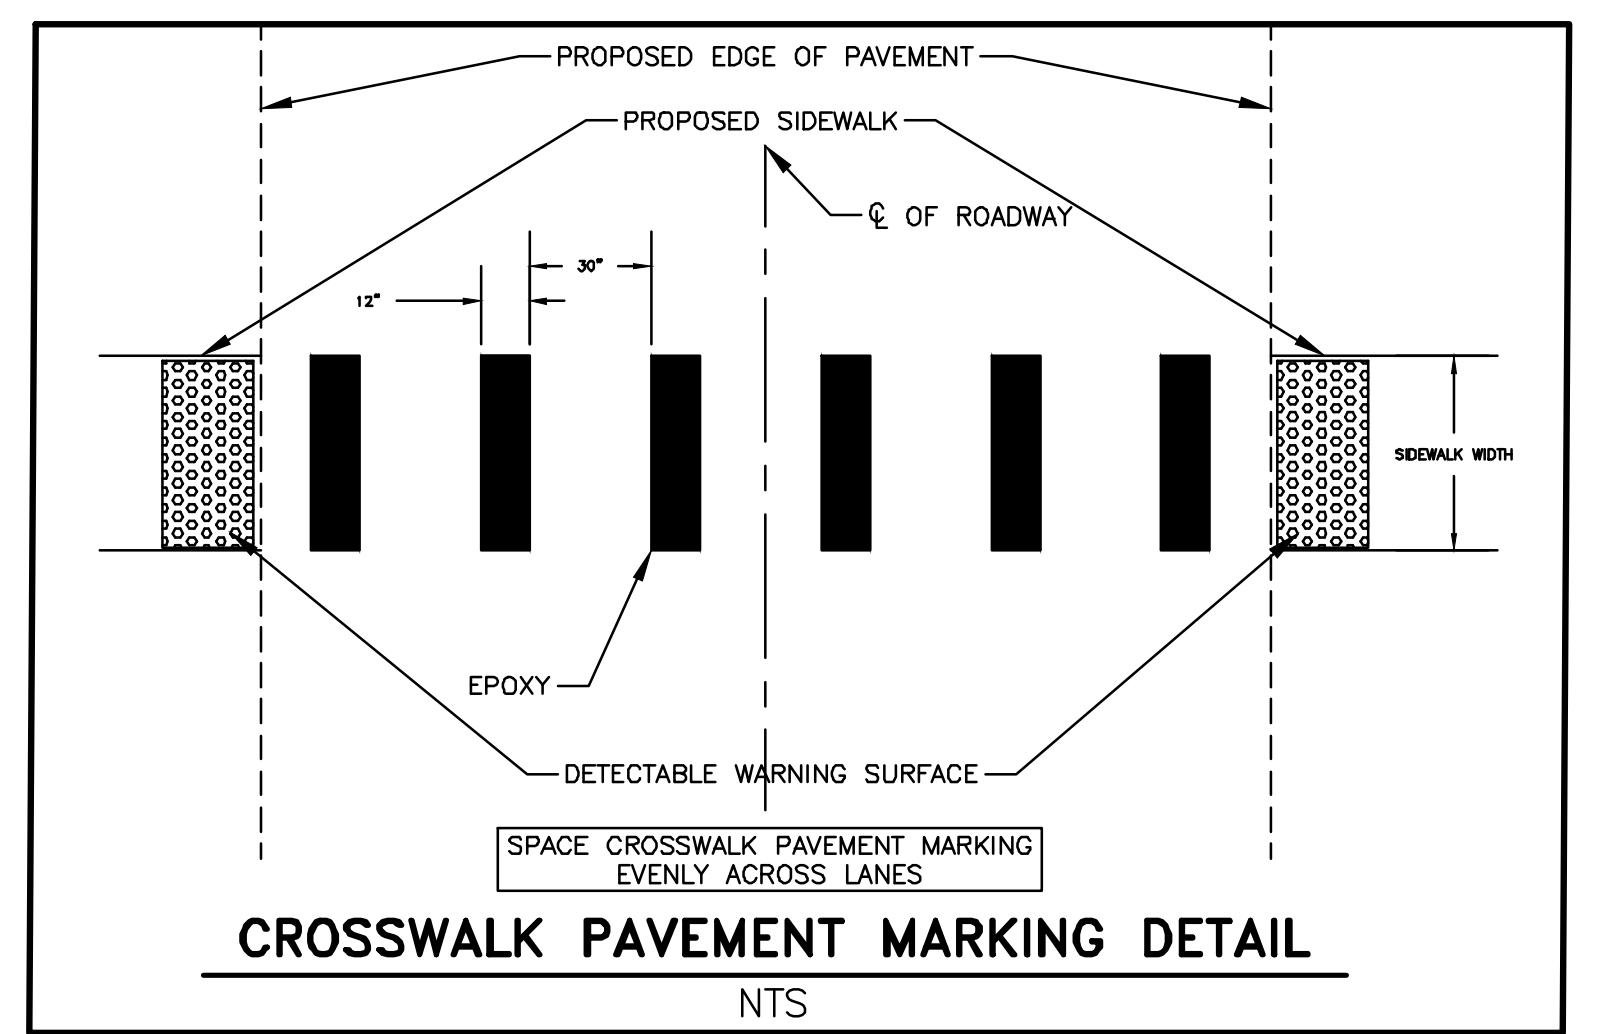 PROPOSED EDGE OF PAVEMENT
PROPOSED SIDEWALK
℄ OF ROADWAY
30"
12"
SIDEWALK WIDTH
EPOXY
DETECTABLE WARNING SURFACE
SPACE CROSSWALK PAVEMENT MARKING
EVENLY ACROSS LANES
CROSSWALK PAVEMENT MARKING DETAIL
NTS